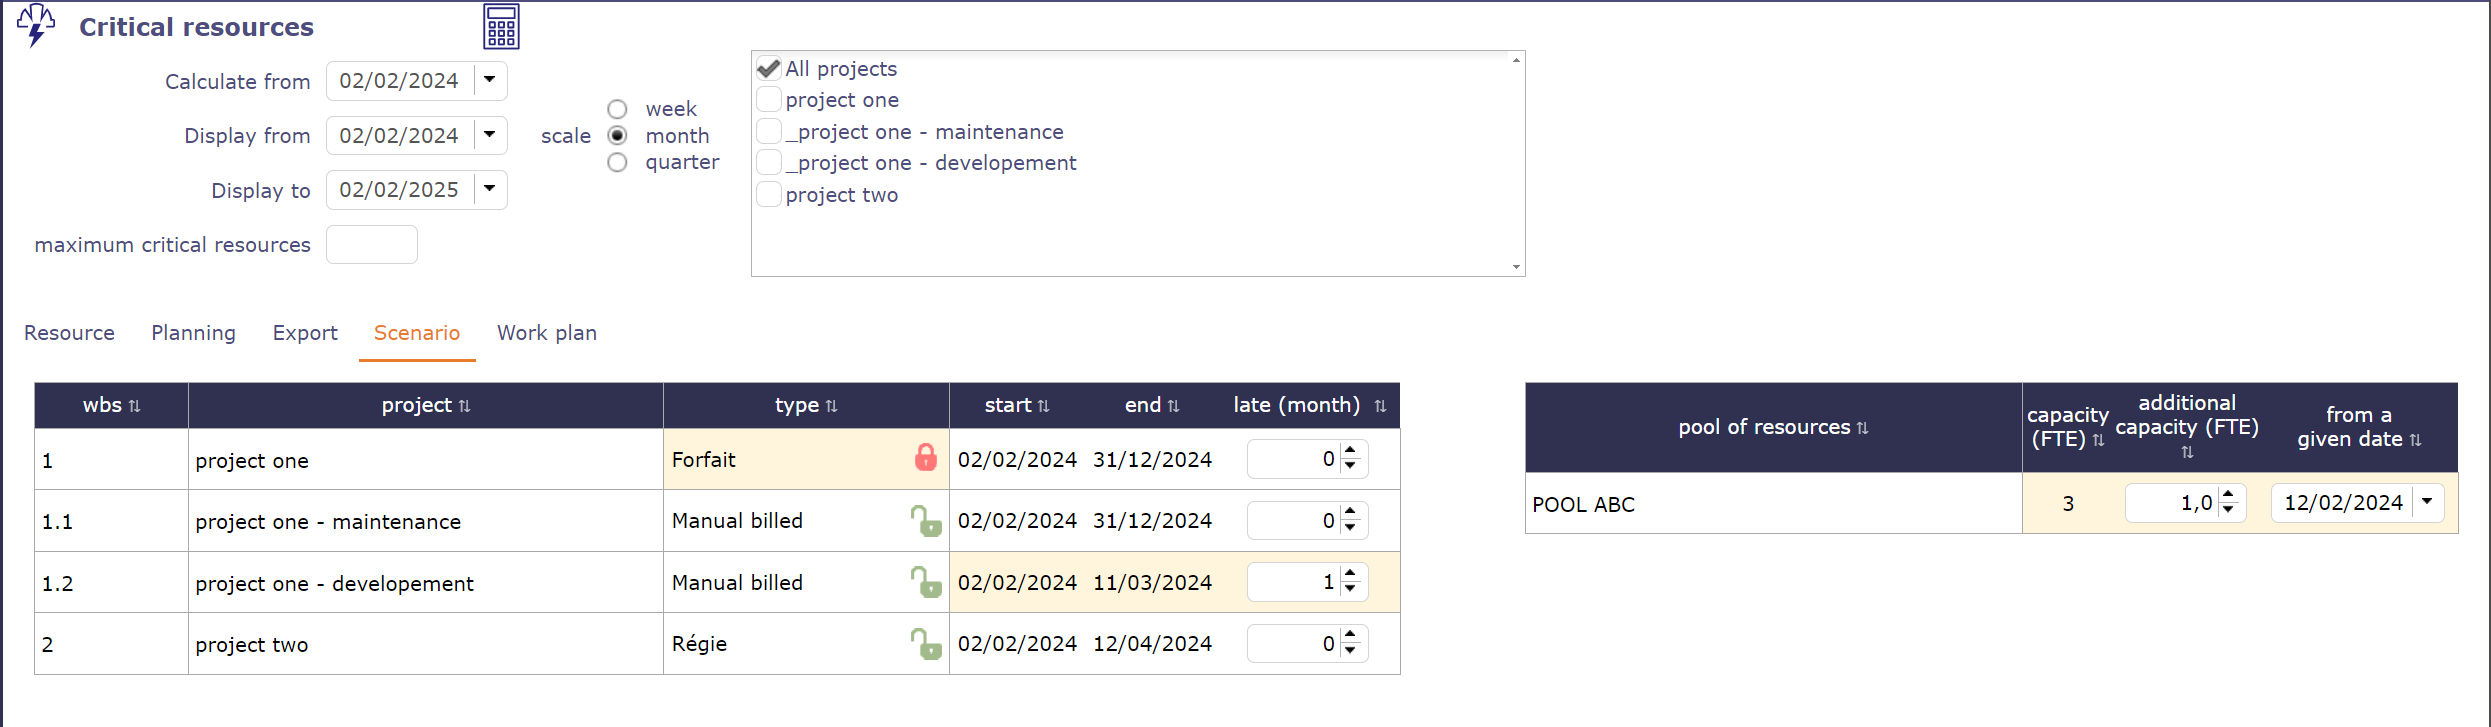 Critical resources
Calculate from 02/02/2024
Display from 02/02/2024
Display to 02/02/2025
maximum critical resources
scale
week
month
quarter
All projects
project one
_project one - maintenance
_project one - developement
project two
Resource Planning Export Scenario Work plan
wbs project type start end late (month)
1 project one Forfait 02/02/2024 31/12/2024 0
1.1 project one - maintenance Manual billed 02/02/2024 31/12/2024 0
1.2 project one - developement Manual billed 02/02/2024 11/03/2024 1
2 project two Régie 02/02/2024 12/04/2024 0
pool of resources
capacity
(FTE)
additional
capacity (FTE)
from a
given date
POOL ABC 3 1,0 12/02/2024